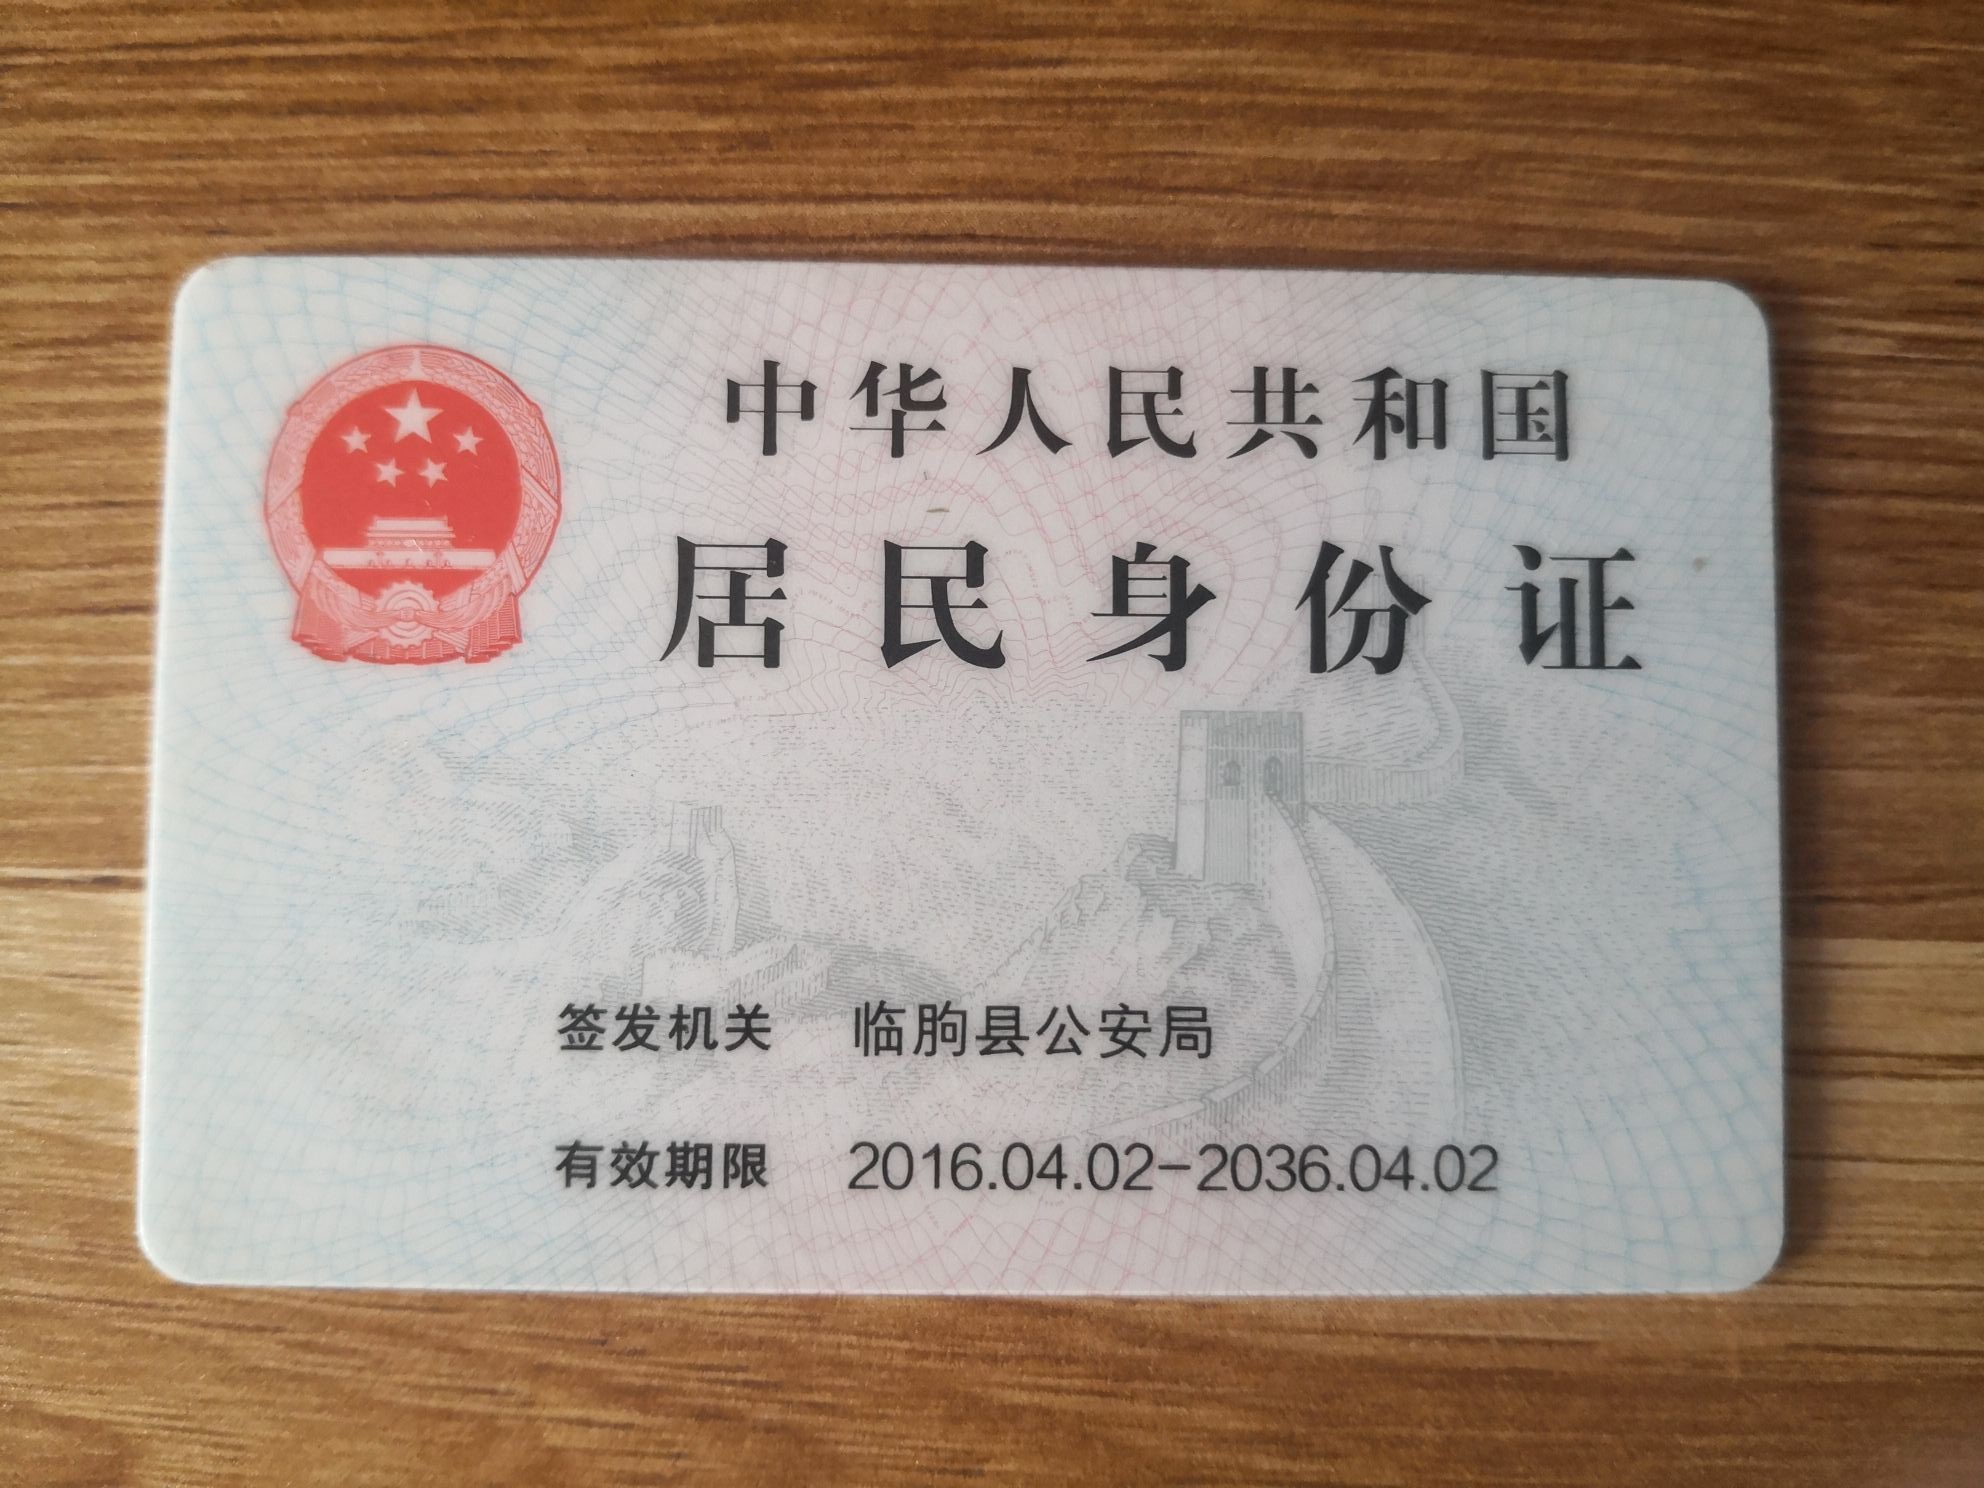 中华人民共和国
居民身份证
签发机关 临朐县公安局
有效期限 2016.04.02-2036.04.02